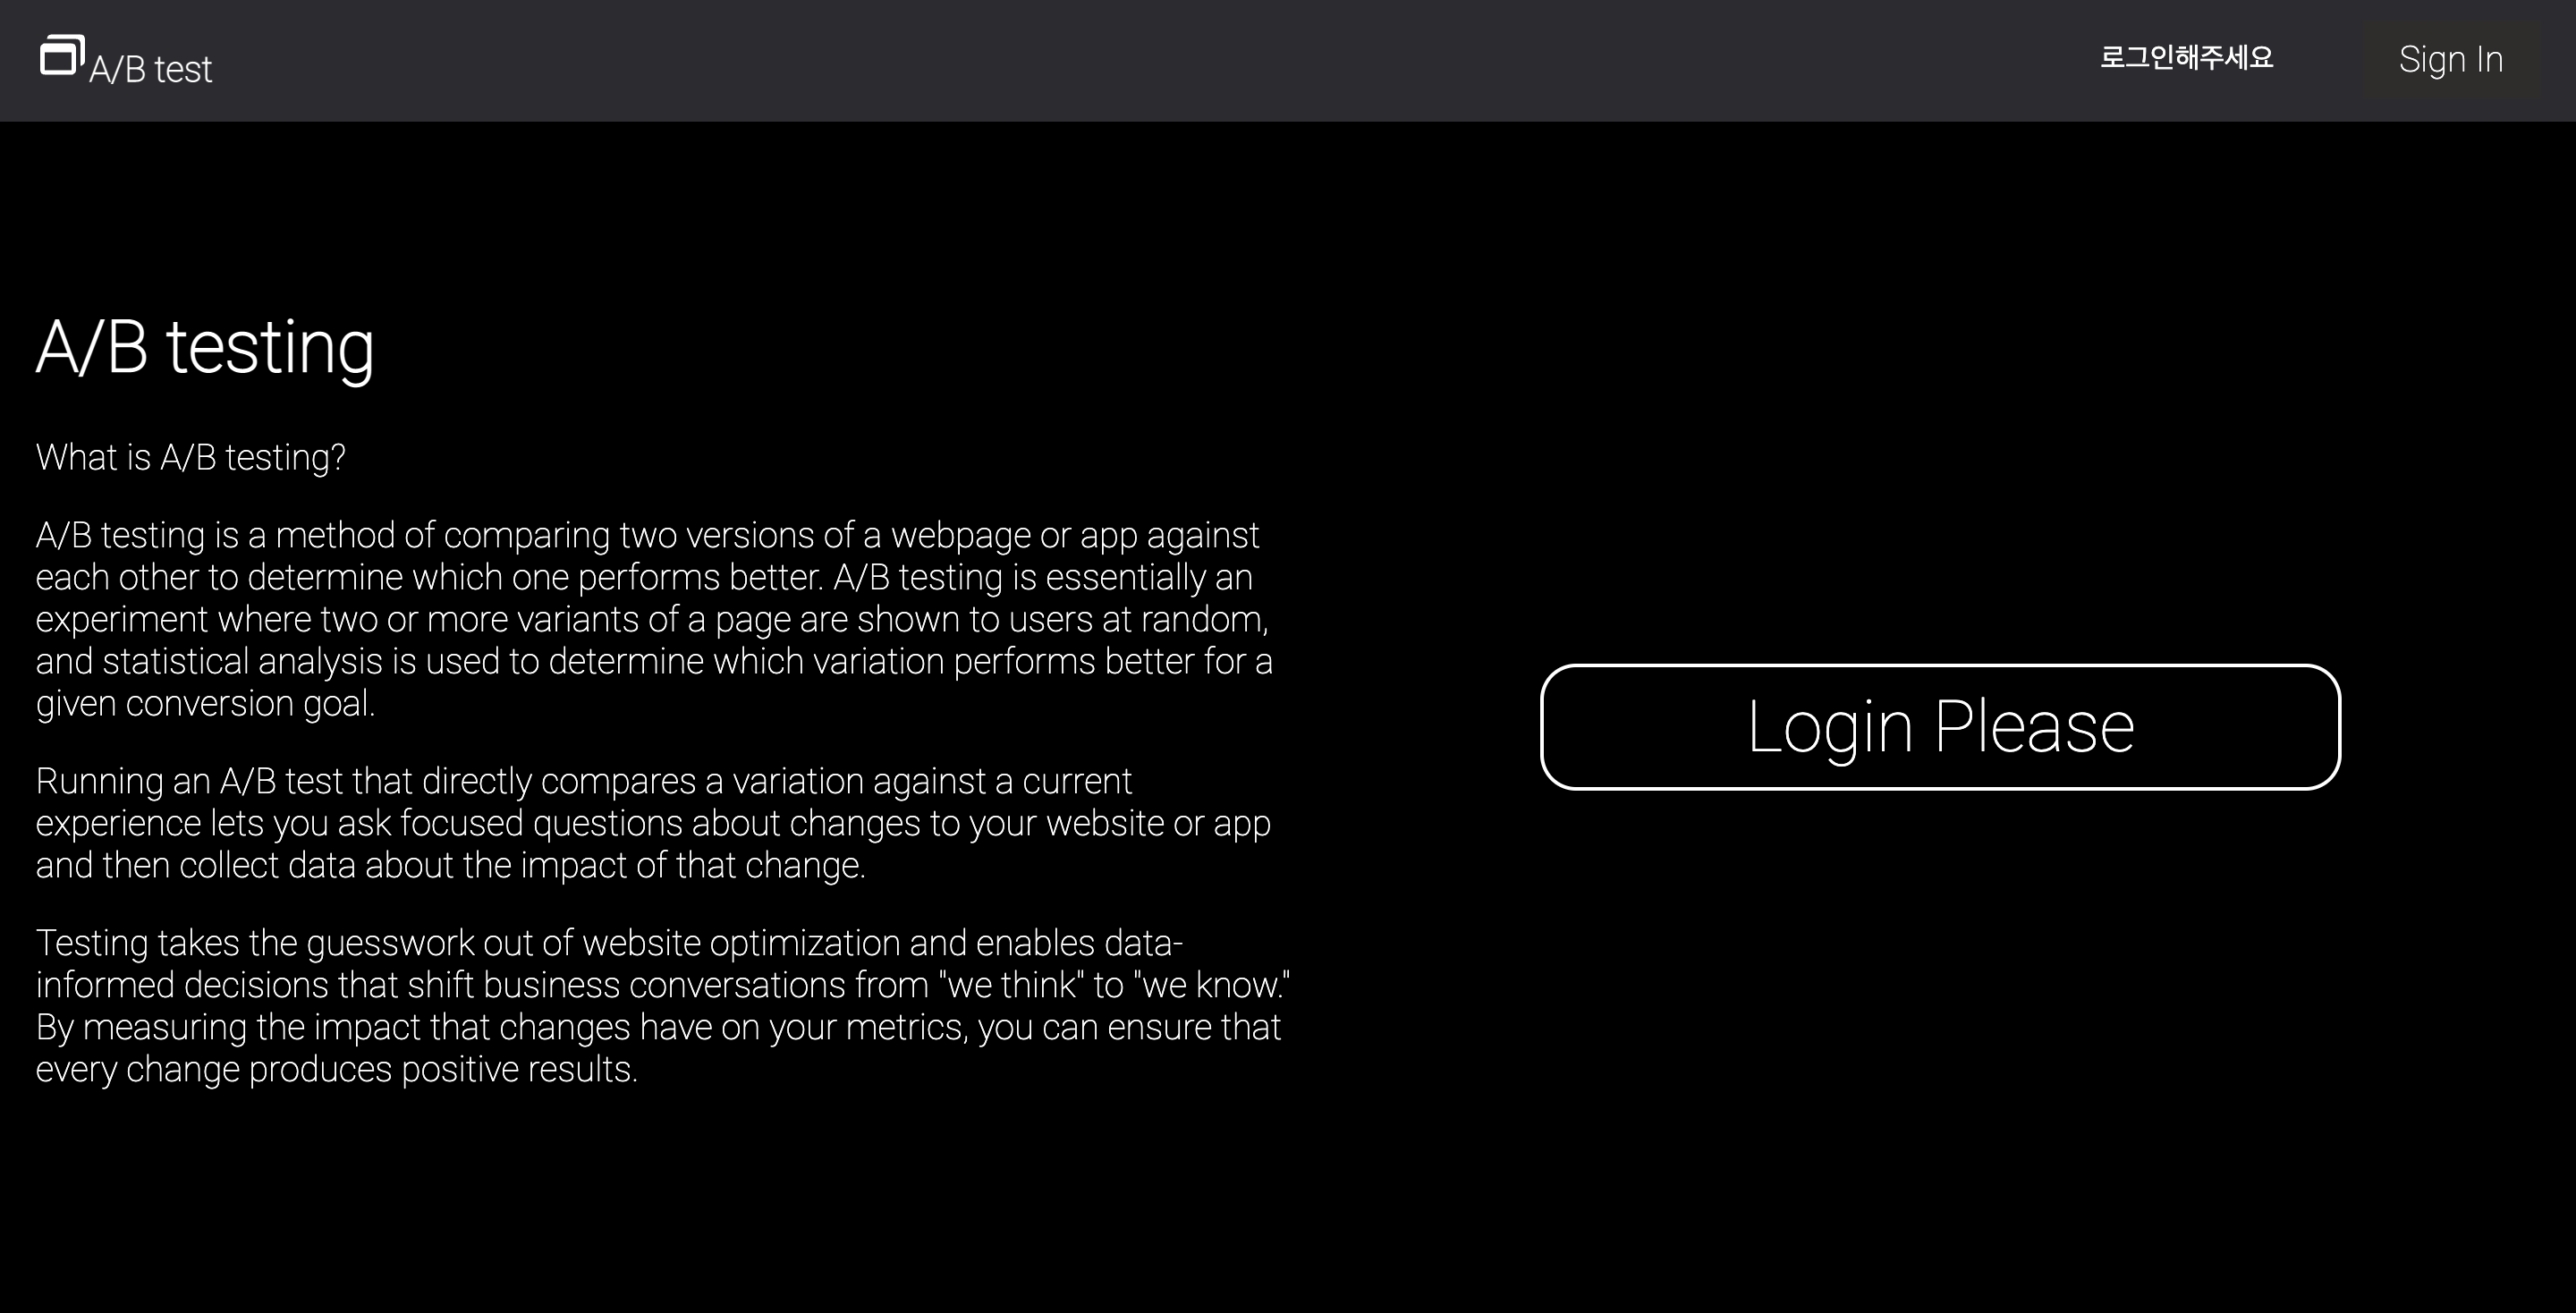 A/B test
로그인해주세요
Sign In
A/B testing
What is A/B testing?
A/B testing is a method of comparing two versions of a webpage or app against
each other to determine which one performs better. A/B testing is essentially an
experiment where two or more variants of a page are shown to users at random,
and statistical analysis is used to determine which variation performs better for a
given conversion goal.
Running an A/B test that directly compares a variation against a current
experience lets you ask focused questions about changes to your website or app
and then collect data about the impact of that change.
Testing takes the guesswork out of website optimization and enables data-
informed decisions that shift business conversations from "we think" to "we know."
By measuring the impact that changes have on your metrics, you can ensure that
every change produces positive results.
Login Please